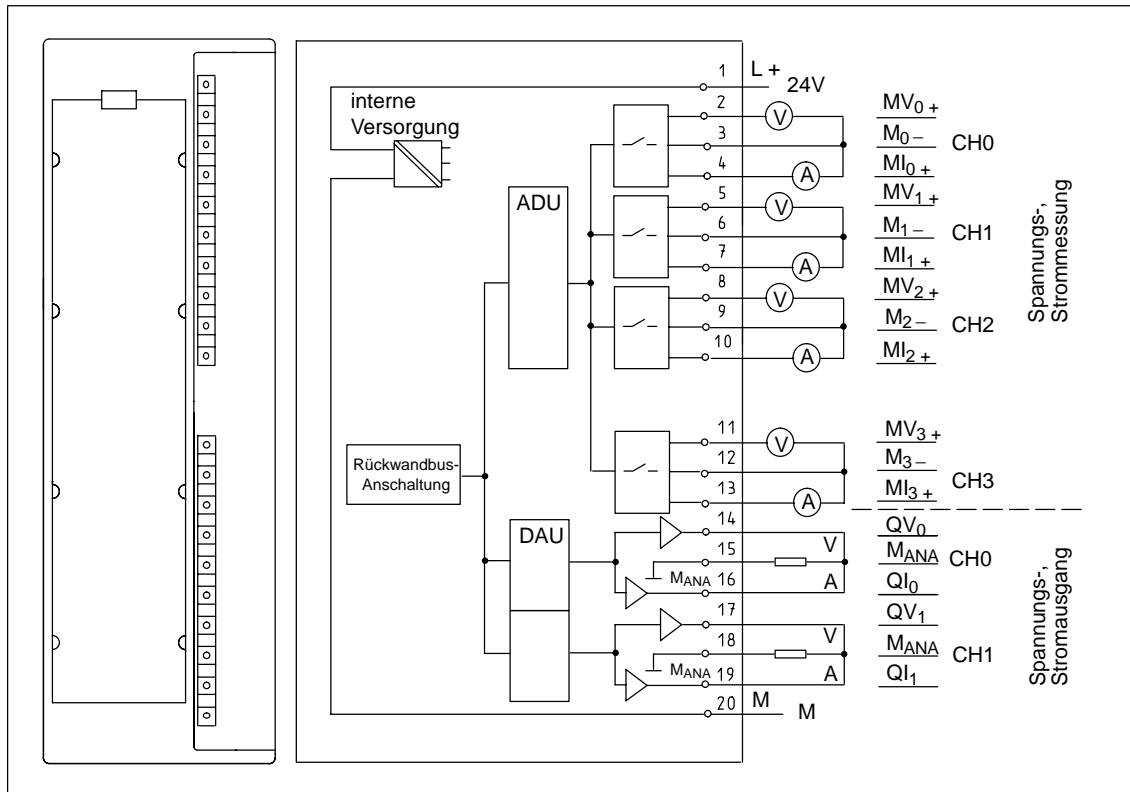 interne
Versorgung
ADU
Rückwandbus-
Anschaltung
DAU
1 L +
24V
2 V MV0 +
3 M0 – CH0
4 A MI0 +
5 V MV1 +
6 M1 – CH1
7 A MI1 +
8 V MV2 +
9 M2 – CH2
10 A MI2 +
Spannungs-,
Strommessung
11 V MV3 +
12 M3 –
13 A MI3 + CH3
14 V QV0
15 MANA CH0
MANA 16 A QI0
17 V QV1
18 MANA CH1
MANA 19 A QI1
Spannungs-,
Stromausgang
20 M M